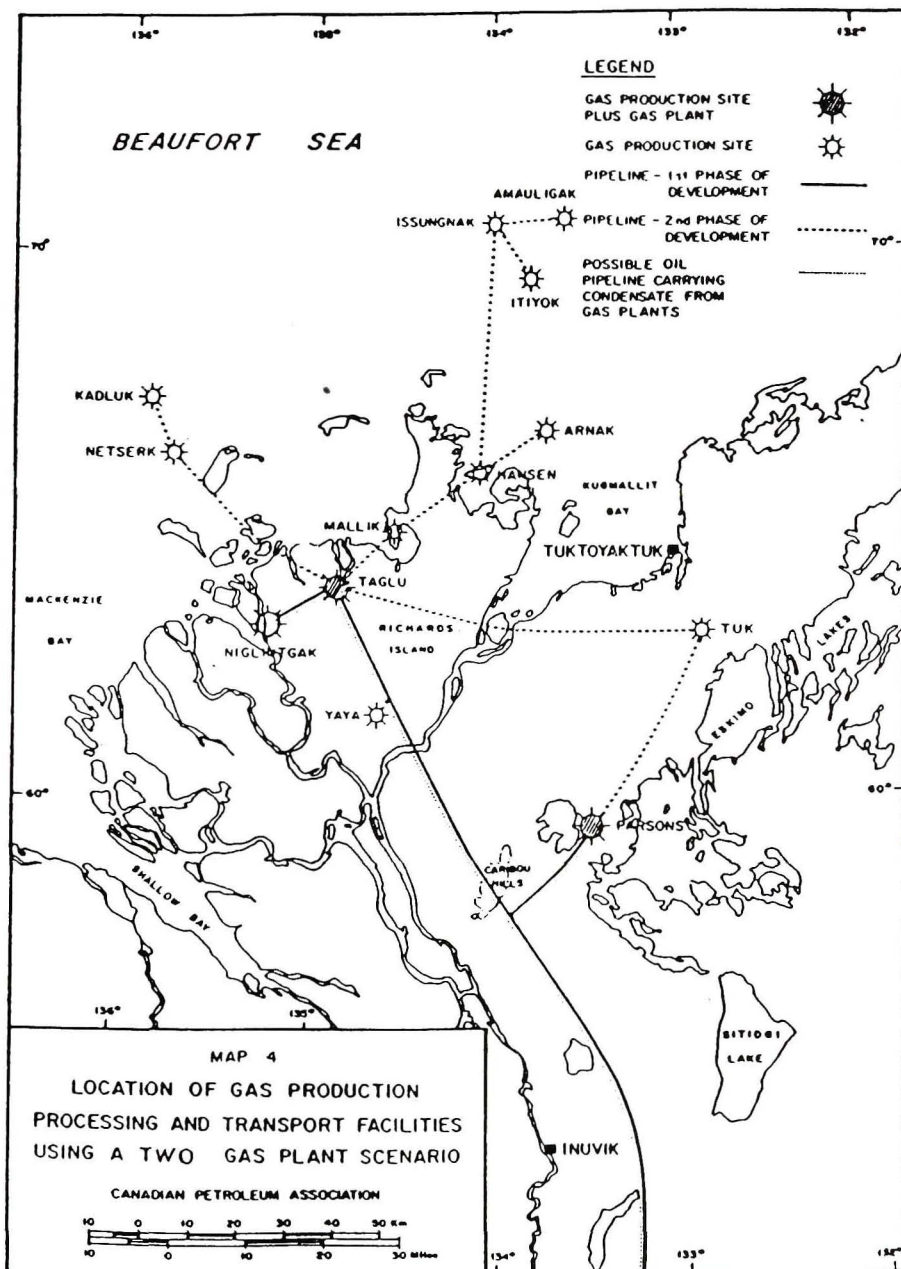 136° 135° 134° 133° 132°
BEAUFORT SEA
LEGEND
GAS PRODUCTION SITE
PLUS GAS PLANT
GAS PRODUCTION SITE
PIPELINE - 1st PHASE OF
DEVELOPMENT
PIPELINE - 2nd PHASE OF
DEVELOPMENT
POSSIBLE OIL
PIPELINE CARRYING
CONDENSATE FROM
GAS PLANTS
AMAULIGAK
ISSUNGNAK
ITIYOK
70° 70°
KADLUK
NETSERK
ARNAK
HANSEN
KUGMALLIT
BAY
MALLIK
TUKTOYAKTUK
TAGLU
MACKENZIE
BAY
RICHARDS
ISLAND
TUK
NIGLINTGAK
ESKIMO LAKES
YAYA
PARSONS
CARIBOU
HILLS
SHALLOW BAY
SITIDGI
LAKE
136° 135°
MAP 4
LOCATION OF GAS PRODUCTION
PROCESSING AND TRANSPORT FACILITIES
USING A TWO GAS PLANT SCENARIO
INUVIK
CANADIAN PETROLEUM ASSOCIATION
10 0 10 20 30 40 50 Km
10 0 10 20 30 Miles
134° 133° 132°